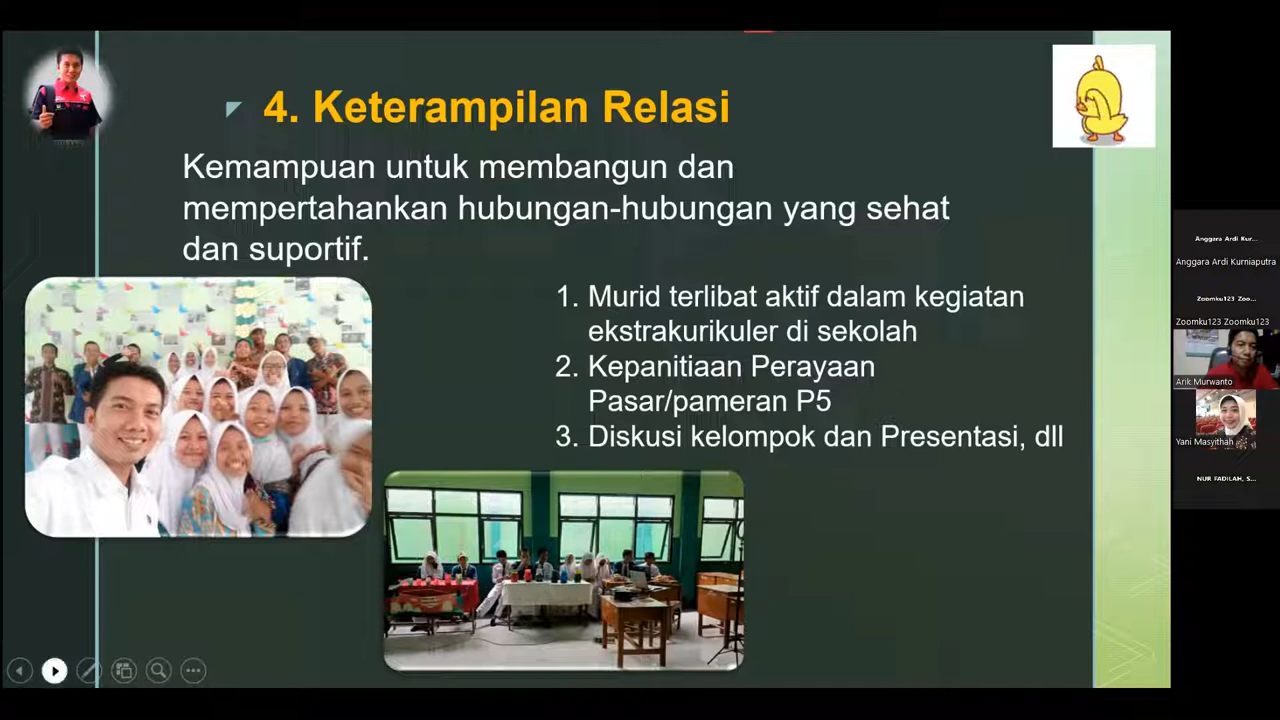 4. Keterampilan Relasi
Kemampuan untuk membangun dan
mempertahankan hubungan-hubungan yang sehat
dan suportif.
1. Murid terlibat aktif dalam kegiatan
ekstrakurikuler di sekolah
2. Kepanitiaan Perayaan
Pasar/pameran P5
3. Diskusi kelompok dan Presentasi, dll
Anggara Ardi Kur...
Anggara Ardi Kurniaputra
Zoomku123 Zoo...
Zoomku123 Zoomku123
Arik Murwanto
Yani Masyithah
NUR FADILAH, S...